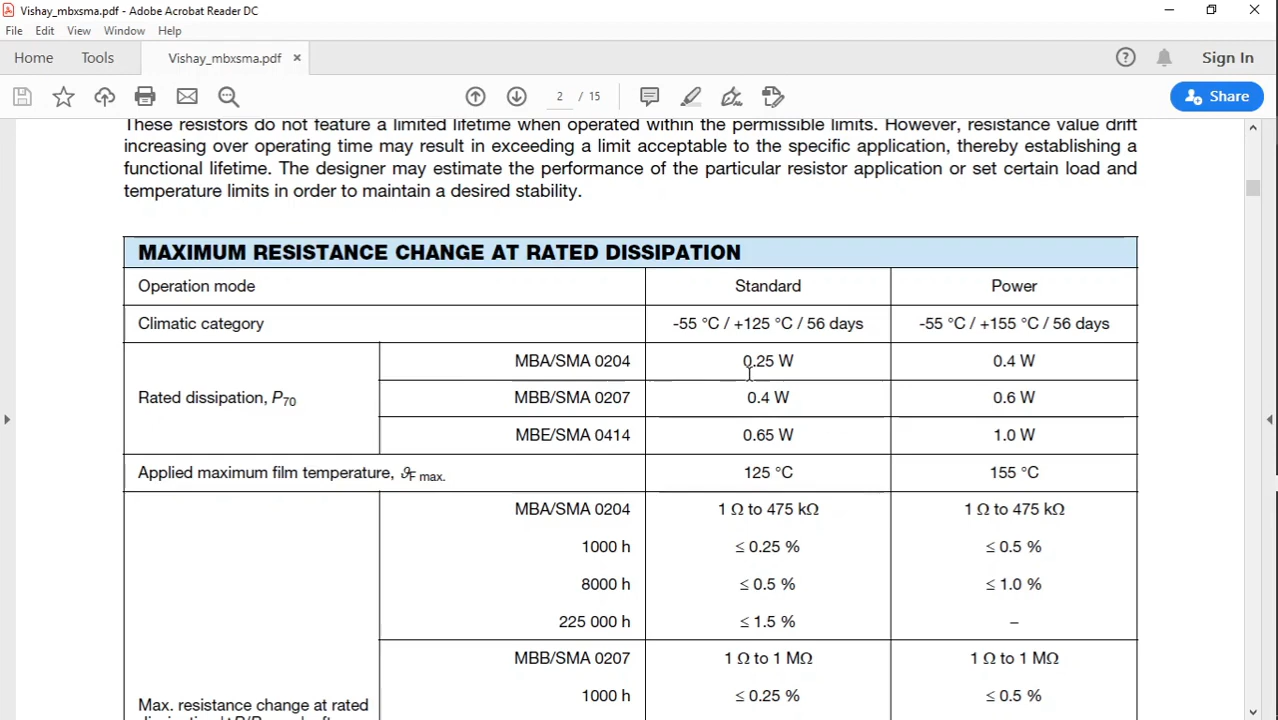 Vishay_mbxsma.pdf - Adobe Acrobat Reader DC
File Edit View Window Help
Home Tools Vishay_mbxsma.pdf × Sign In
2 / 15 Share
These resistors do not feature a limited lifetime when operated within the permissible limits. However, resistance value drift
increasing over operating time may result in exceeding a limit acceptable to the specific application, thereby establishing a
functional lifetime. The designer may estimate the performance of the particular resistor application or set certain load and
temperature limits in order to maintain a desired stability.
MAXIMUM RESISTANCE CHANGE AT RATED DISSIPATION
Operation mode Standard Power
Climatic category -55 °C / +125 °C / 56 days -55 °C / +155 °C / 56 days
MBA/SMA 0204 0.25 W 0.4 W
Rated dissipation, P70 MBB/SMA 0207 0.4 W 0.6 W
MBE/SMA 0414 0.65 W 1.0 W
Applied maximum film temperature, ϑF max. 125 °C 155 °C
MBA/SMA 0204 1 Ω to 475 kΩ 1 Ω to 475 kΩ
1000 h ≤ 0.25 % ≤ 0.5 %
8000 h ≤ 0.5 % ≤ 1.0 %
225 000 h ≤ 1.5 % –
MBB/SMA 0207 1 Ω to 1 MΩ 1 Ω to 1 MΩ
1000 h ≤ 0.25 % ≤ 0.5 %
Max. resistance change at rated